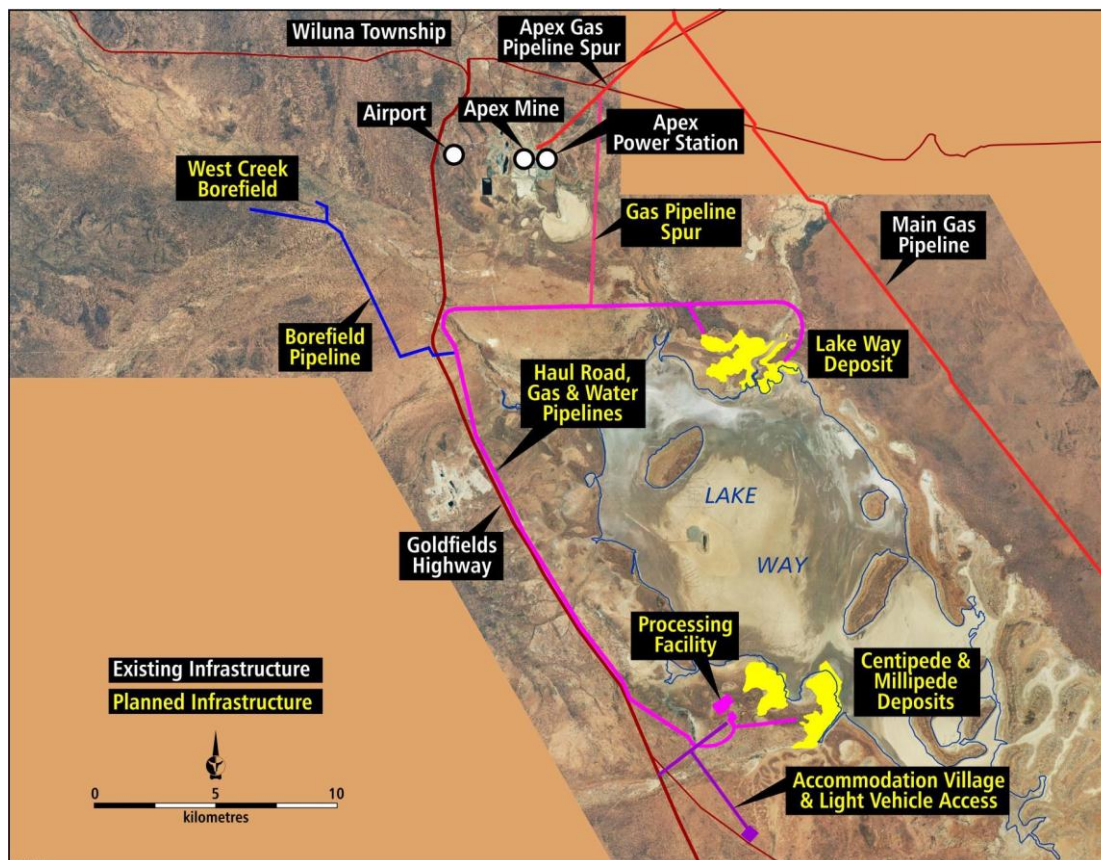 Wiluna Township
Apex Gas
Pipeline Spur
Airport
Apex Mine
Apex
Power Station
West Creek
Borefield
Gas Pipeline
Spur
Main Gas
Pipeline
Borefield
Pipeline
Haul Road,
Gas & Water
Pipelines
Lake Way
Deposit
LAKE
WAY
Goldfields
Highway
Processing
Facility
Centipede &
Millipede
Deposits
Existing Infrastructure
Planned Infrastructure
Accommodation Village
& Light Vehicle Access
0 5 10
kilometres